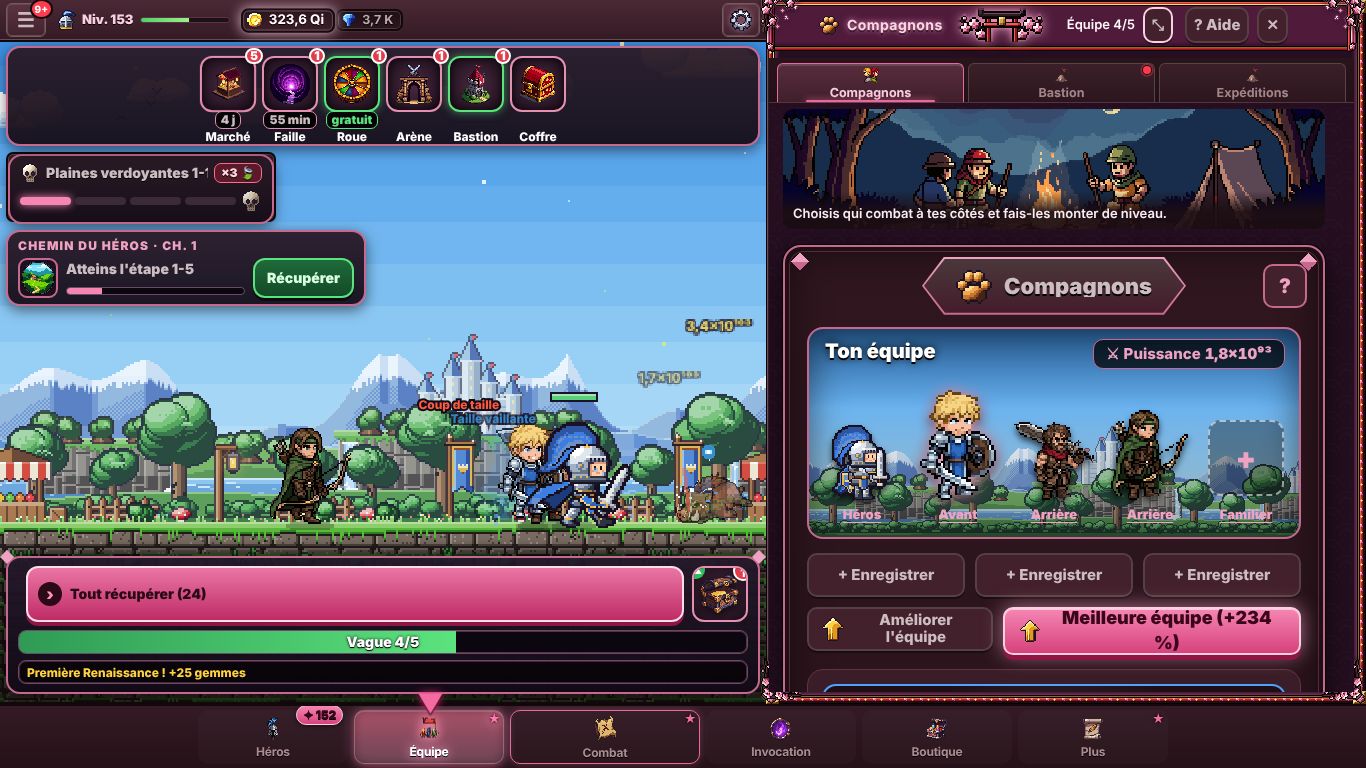 9+
Niv. 153
323,6 Qi
3,7 K
5
1
1
1
1
4 j
55 min
gratuit
Marché
Faille
Roue
Arène
Bastion
Coffre
Plaines verdoyantes 1-1
×3
CHEMIN DU HÉROS · CH. 1
Atteins l'étape 1-5
Récupérer
Coup de taille
Taille vaillante
Tout récupérer (24)
Vague 4/5
Première Renaissance ! +25 gemmes
Compagnons
Équipe 4/5
? Aide
×
Compagnons
Bastion
Expéditions
Choisis qui combat à tes côtés et fais-les monter de niveau.
Compagnons
?
Ton équipe
Puissance 1,8×10⁹³
Héros
Avant
Arrière
Arrière
Familier
+ Enregistrer
+ Enregistrer
+ Enregistrer
Améliorer
l'équipe
Meilleure équipe (+234
%)
152
Héros
Équipe
Combat
Invocation
Boutique
Plus